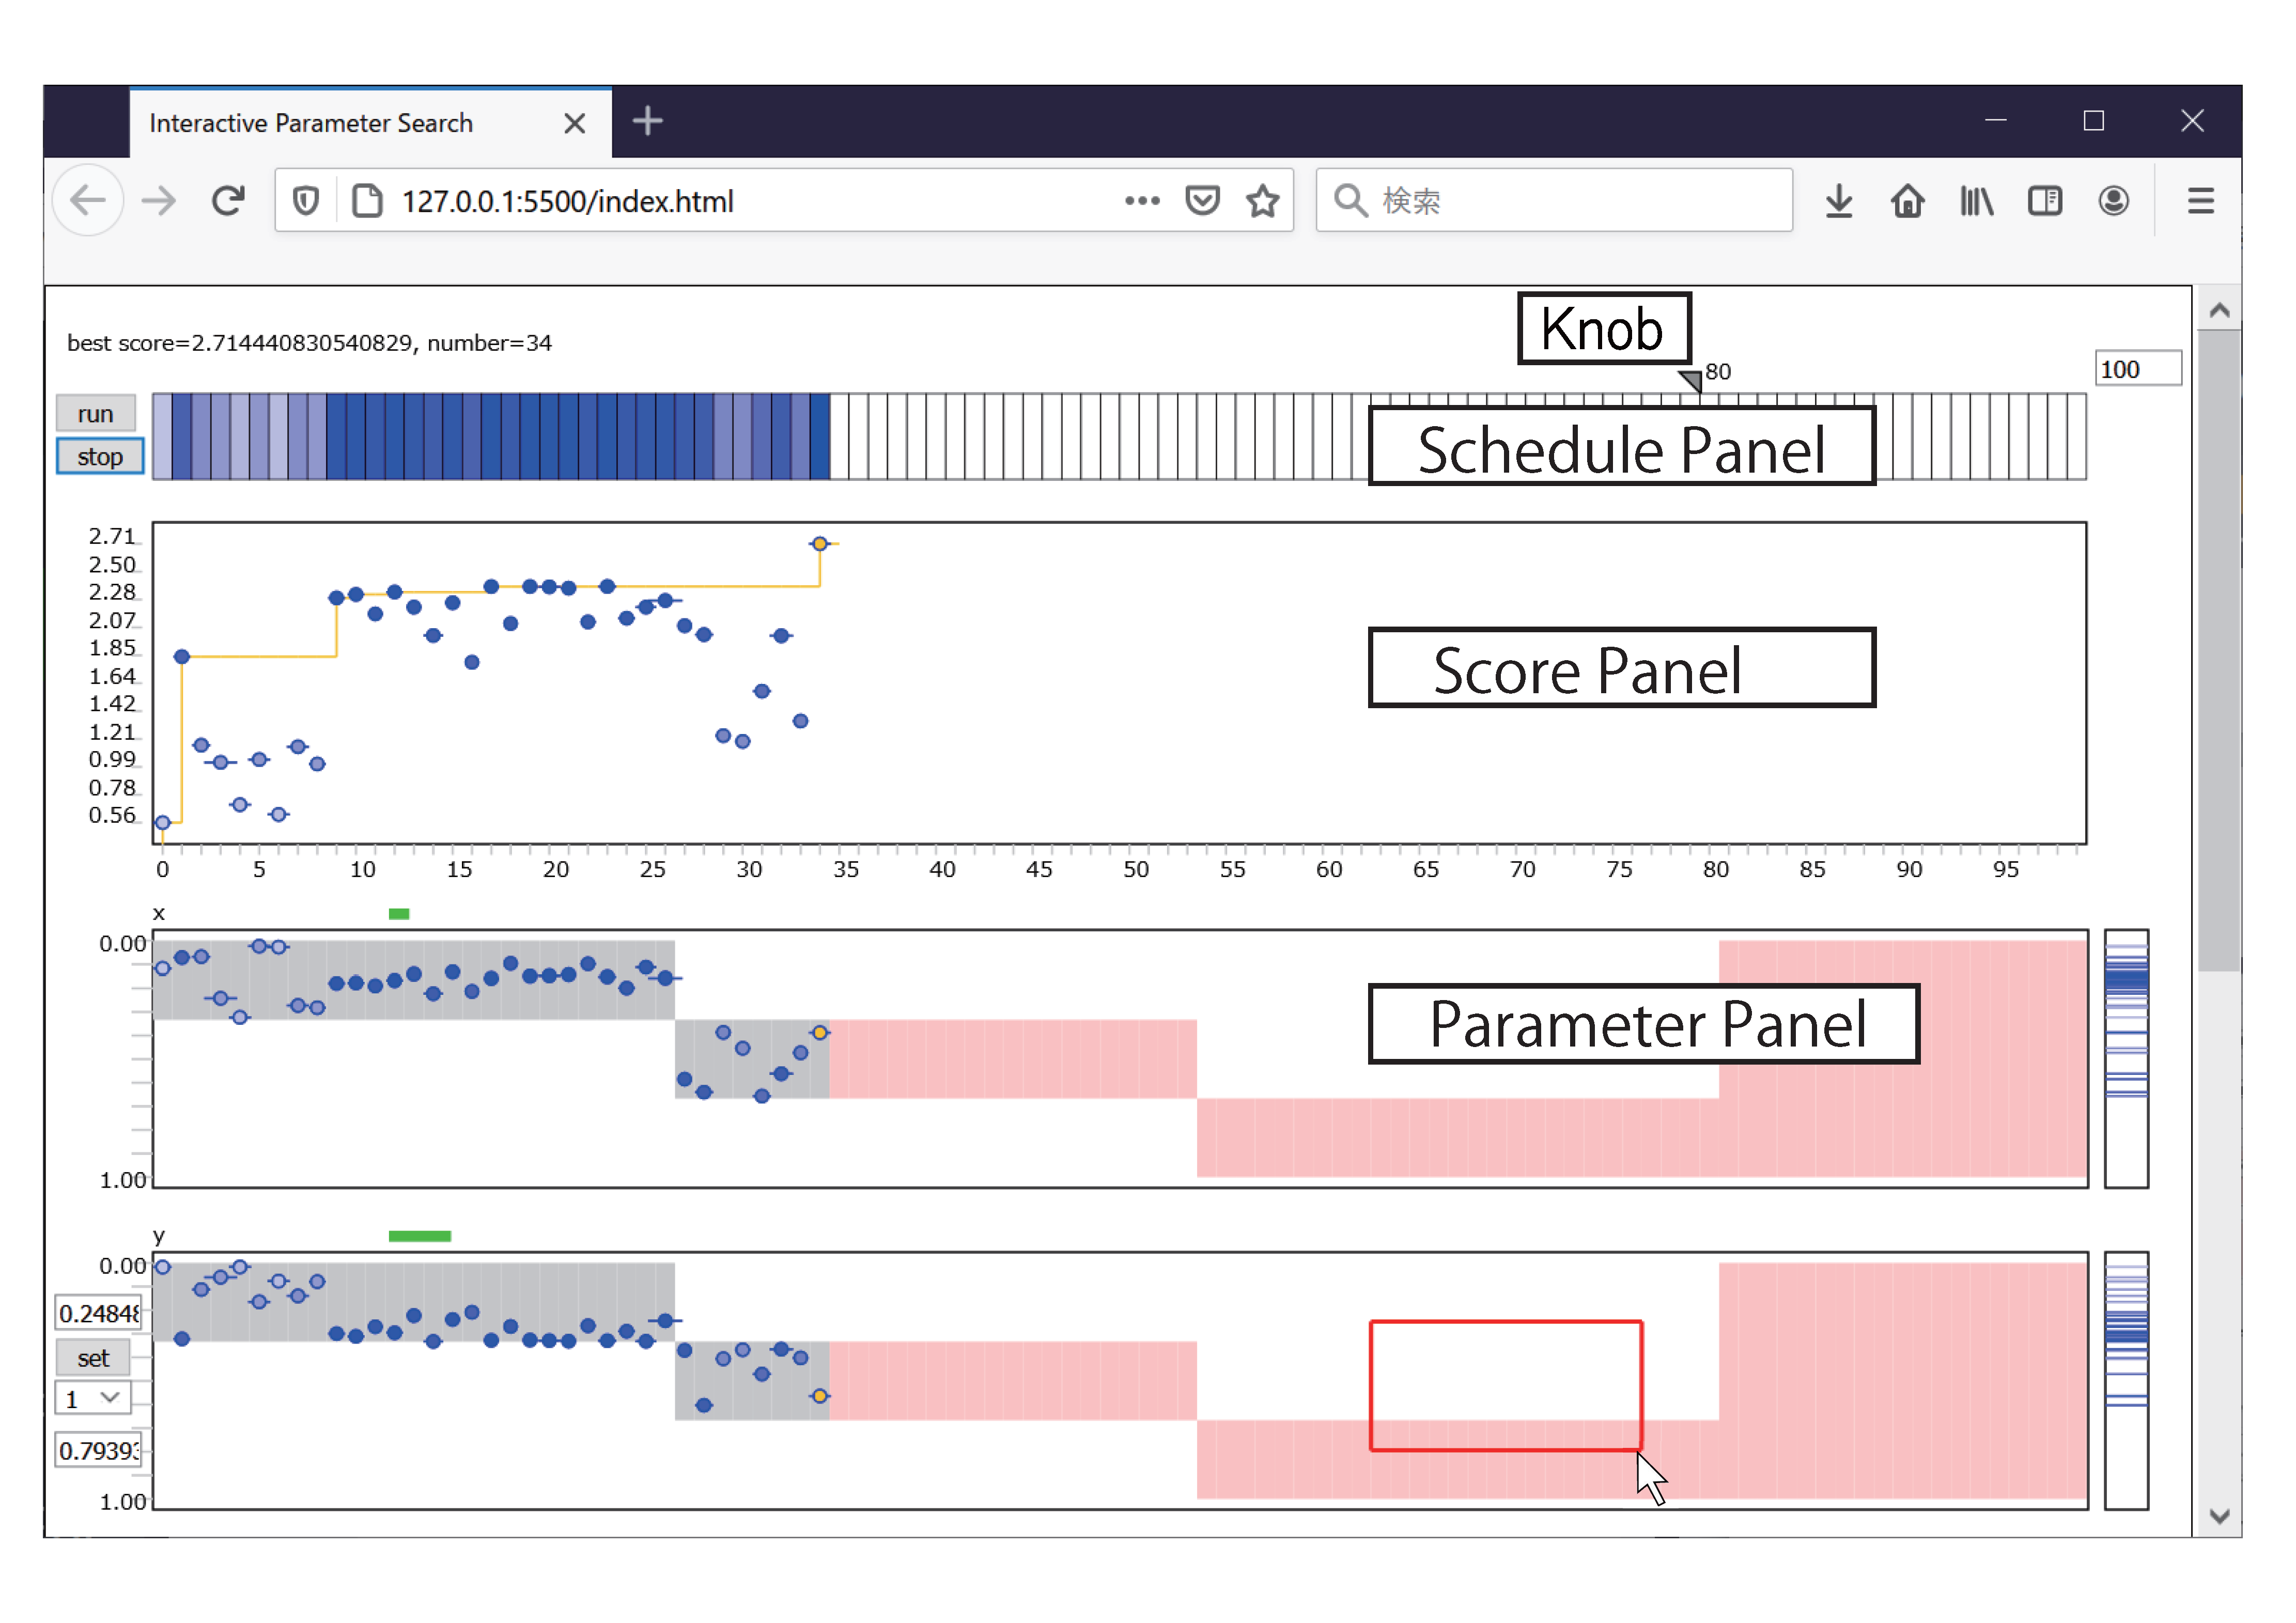 Interactive Parameter Search
127.0.0.1:5500/index.html
検索
Knob
best score=2.714440830540829, number=34
80
100
run
stop
Schedule Panel
2.71
2.50
2.28
2.07
1.85
1.64
1.42
1.21
0.99
0.78
0.56
Score Panel
0 5 10 15 20 25 30 35 40 45 50 55 60 65 70 75 80 85 90 95
x
0.00
Parameter Panel
1.00
y
0.00
0.2484
set
1
0.7939
1.00